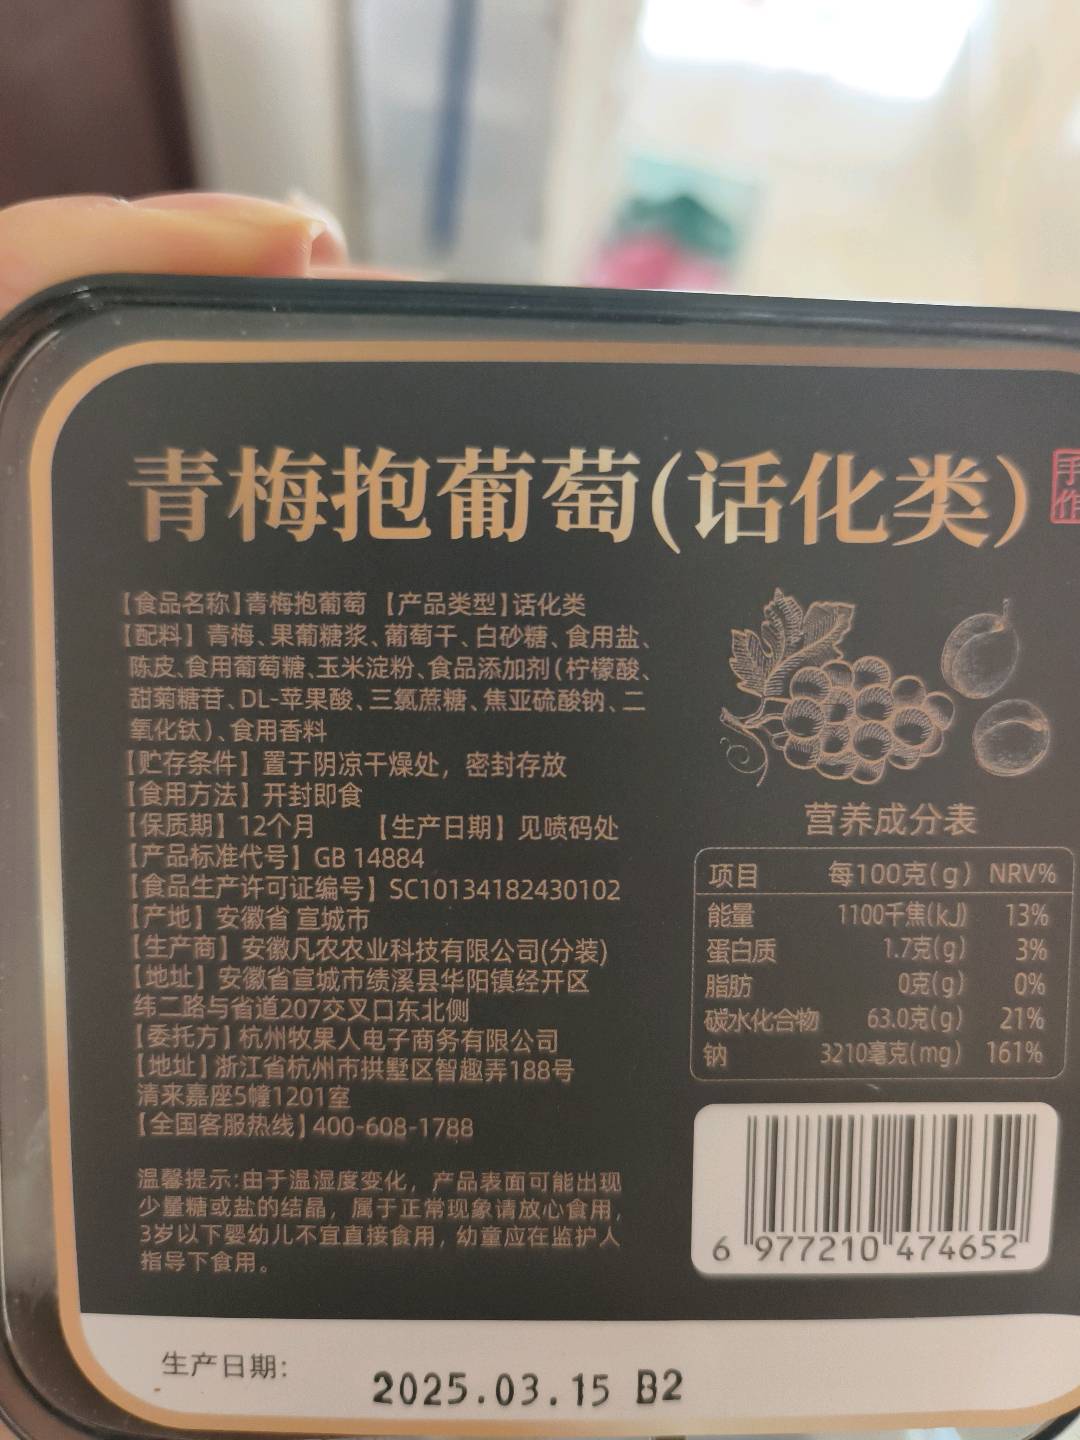 青梅抱葡萄(话化类)
手作
【食品名称】青梅抱葡萄 【产品类型】话化类
【配料】青梅、果葡糖浆、葡萄干、白砂糖、食用盐、
陈皮、食用葡萄糖、玉米淀粉、食品添加剂(柠檬酸、
甜菊糖苷、DL-苹果酸、三氯蔗糖、焦亚硫酸钠、二
氧化钛)、食用香料
【贮存条件】置于阴凉干燥处，密封存放
【食用方法】开封即食
【保质期】12个月 【生产日期】见喷码处
【产品标准代号】GB 14884
【食品生产许可证编号】SC10134182430102
【产地】安徽省 宣城市
【生产商】安徽凡农农业科技有限公司(分装)
【地址】安徽省宣城市绩溪县华阳镇经开区
纬二路与省道207交叉口东北侧
【委托方】杭州牧果人电子商务有限公司
【地址】浙江省杭州市拱墅区智趣弄188号
清来嘉座5幢1201室
【全国客服热线】400-608-1788
温馨提示:由于温湿度变化，产品表面可能出现
少量糖或盐的结晶，属于正常现象请放心食用，
3岁以下婴幼儿不宜直接食用，幼童应在监护人
指导下食用。
营养成分表
项目 每100克(g) NRV%
能量 1100千焦(kJ) 13%
蛋白质 1.7克(g) 3%
脂肪 0克(g) 0%
碳水化合物 63.0克(g) 21%
钠 3210毫克(mg) 161%
6 977210 474652
生产日期:
2025.03.15 B2